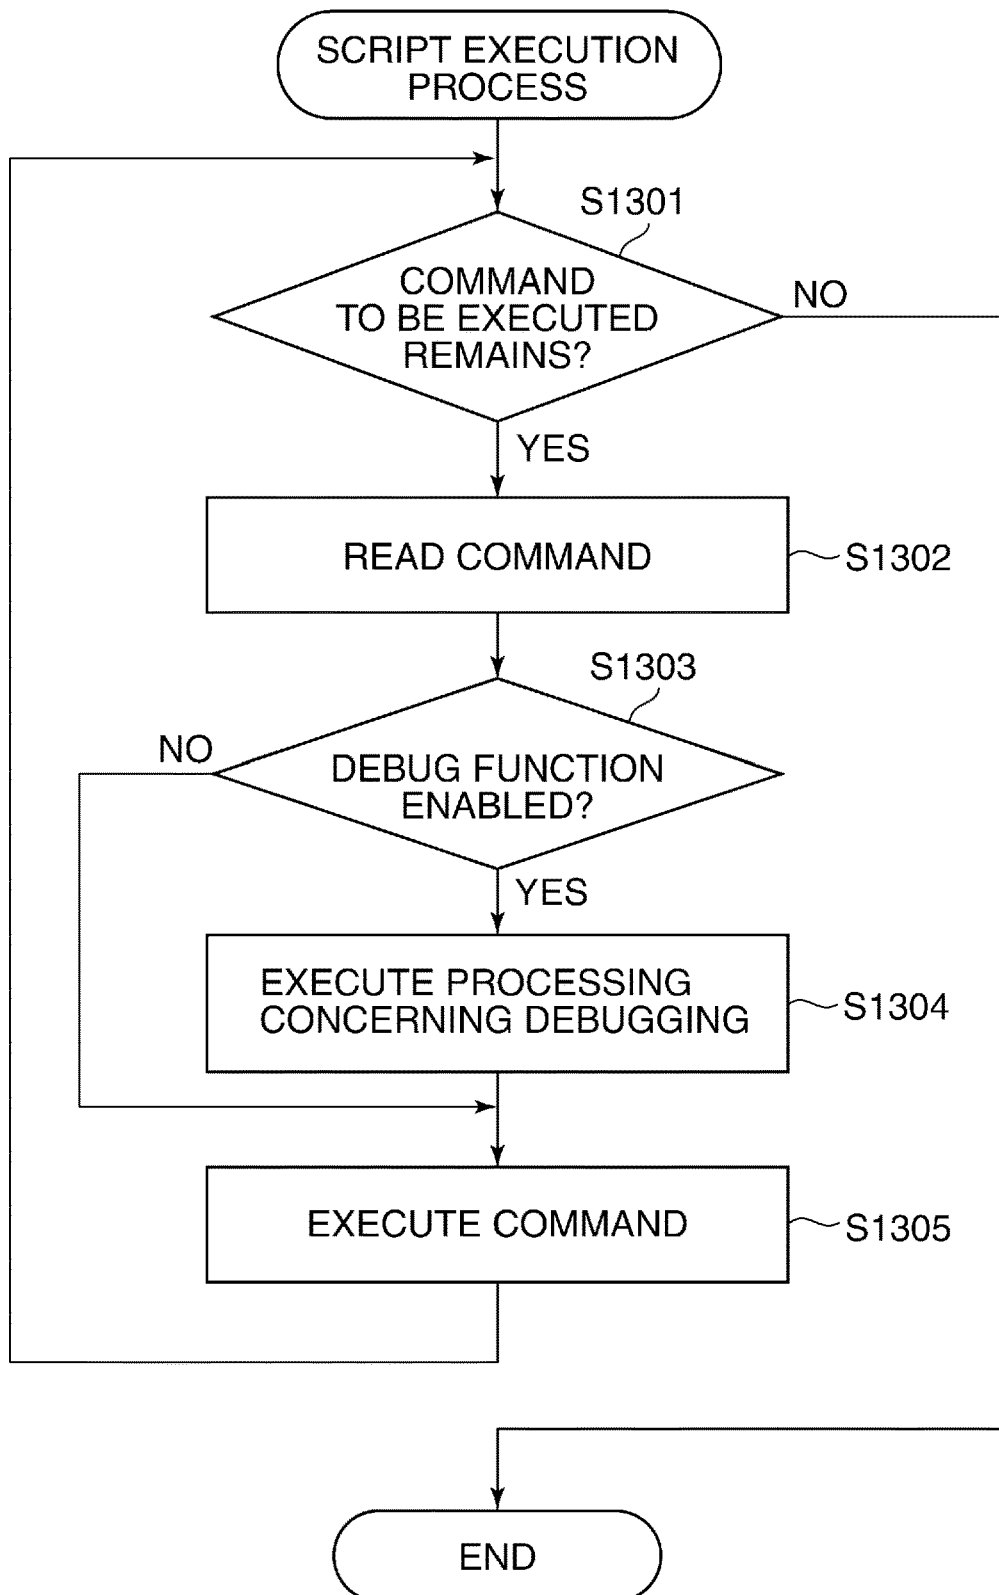 SCRIPT EXECUTION
PROCESS
S1301
COMMAND
TO BE EXECUTED
REMAINS?
NO
YES
READ COMMAND
S1302
S1303
NO
DEBUG FUNCTION
ENABLED?
YES
EXECUTE PROCESSING
CONCERNING DEBUGGING
S1304
EXECUTE COMMAND
S1305
END